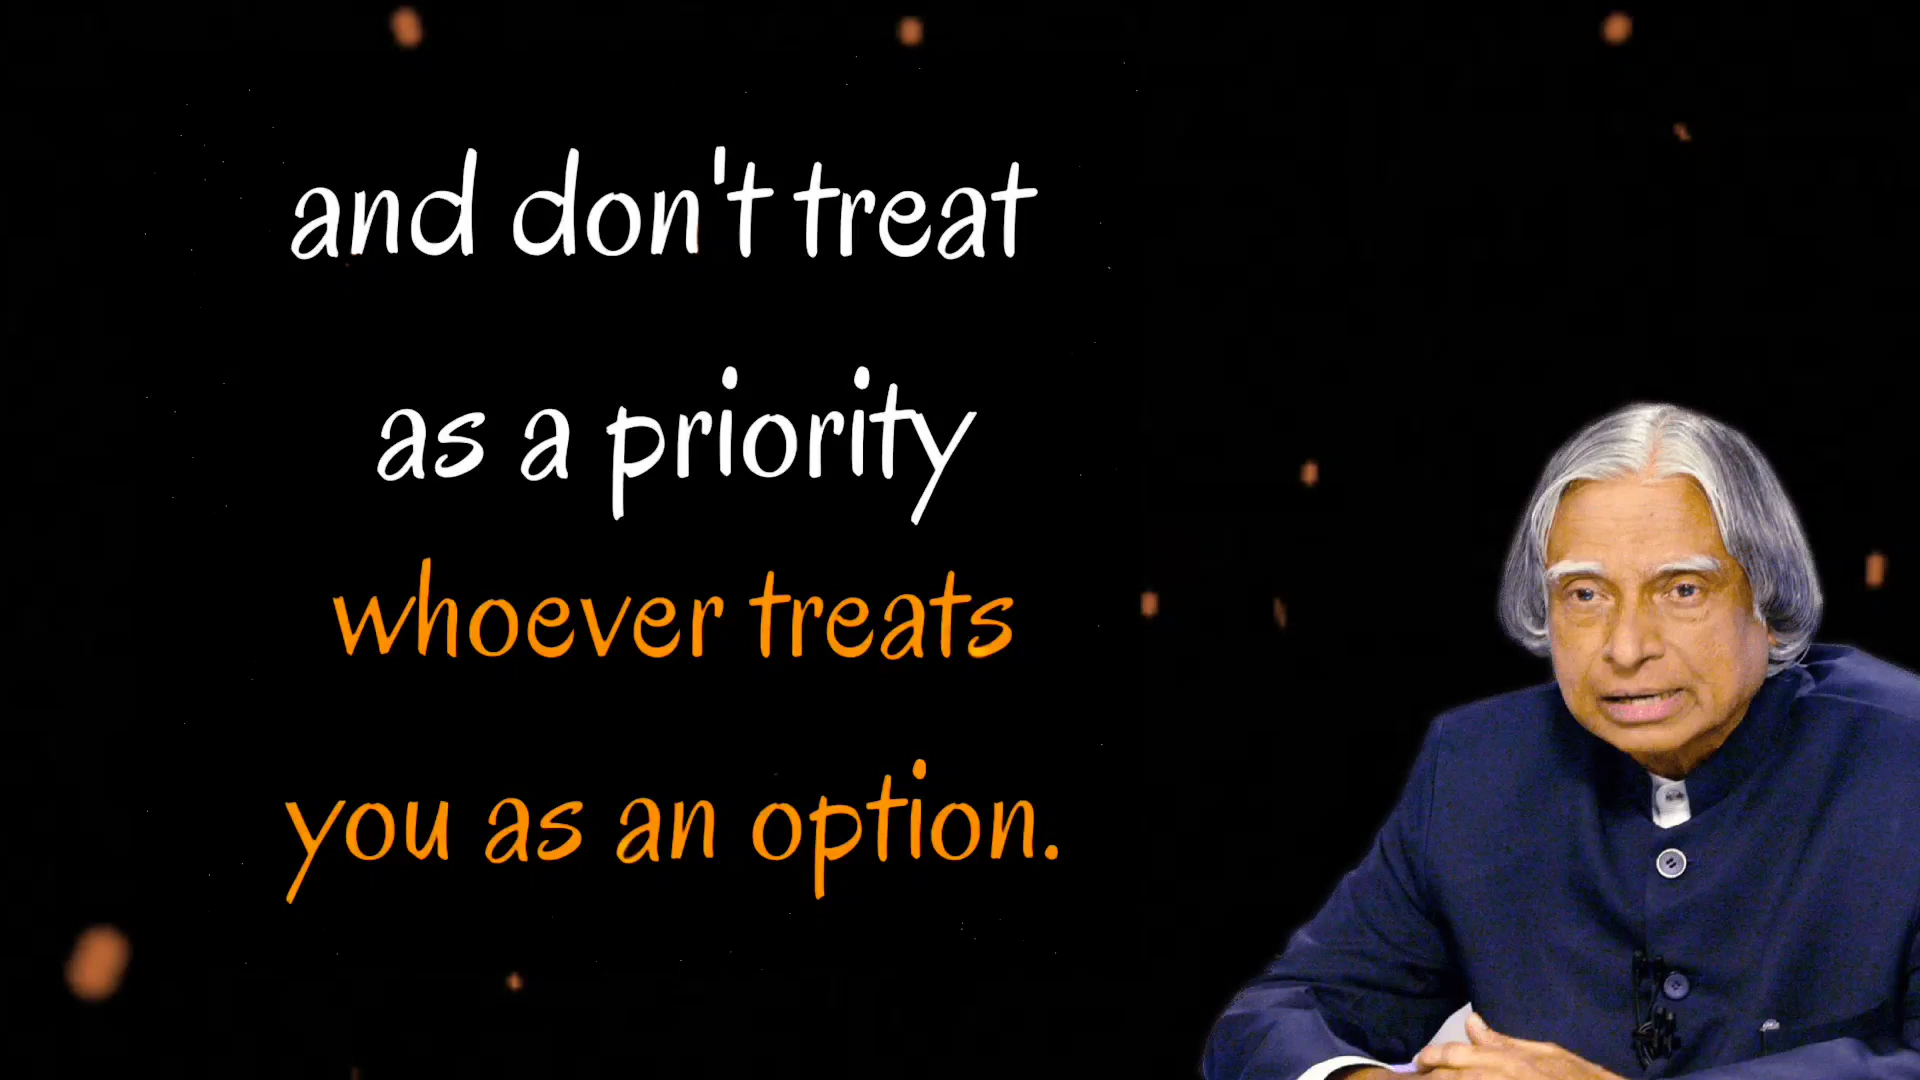 and don't treat
as a priority
whoever treats
you as an option.